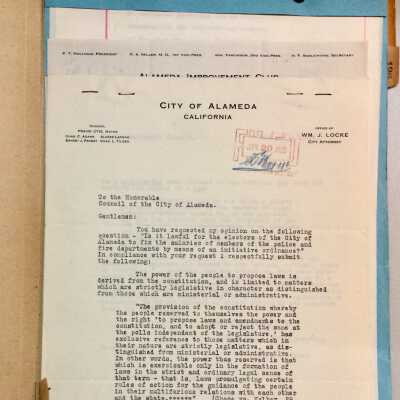 ALAMEDA IMPROVEMENT CLUB
CITY OF ALAMEDA
CALIFORNIA
COUNCIL
FRANK OTIS, MAYOR
OFFICE OF
WM. J. LOCKE
CITY ATTORNEY
To the Honorable
Council of the City of Alameda.
Gentlemen:
You have requested my opinion on the following
question - "Is it lawful for the electors of the City of
Alameda to fix the salaries of members of the police and
fire departments by means of an initiative ordinance?"
In compliance with your request I respectfully submit
the following:
The power of the people to propose laws is
derived from the constitution, and is limited to matters
which are strictly legislative in character as distinguished
from those which are ministerial or administrative.
"The provision of the constitution whereby
the people reserved to themselves the power and
the right 'to propose laws and amendments to the
constitution, and to adopt or reject the same at
the polls independent of the legislature,' has
exclusive reference to those matters which in
their nature are strictly legislative, as dis-
tinguished from ministerial or administrative.
In other words, the power thus reserved is that
which is exercisable only in the formation of
laws in the strict and ordinary legal sense of
that term - that is, laws promulgating certain
rules of action for the guidance of the people
in their multifarious relations with each other
and the